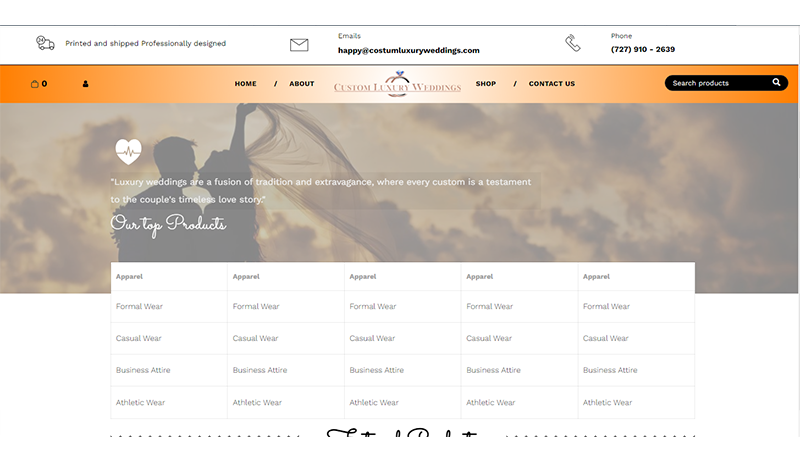 Emails
Phone
24
Printed and shipped Professionally designed
happy@costumluxuryweddings.com
(727) 910 - 2639
0 HOME / ABOUT CUSTOM LUXURY WEDDINGS SHOP / CONTACT US Search products
"Luxury weddings are a fusion of tradition and extravagance, where every custom is a testament
to the couple's timeless love story."
Our top Products
Apparel Apparel Apparel Apparel Apparel
Formal Wear Formal Wear Formal Wear Formal Wear Formal Wear
Casual Wear Casual Wear Casual Wear Casual Wear Casual Wear
Business Attire Business Attire Business Attire Business Attire Business Attire
Athletic Wear Athletic Wear Athletic Wear Athletic Wear Athletic Wear